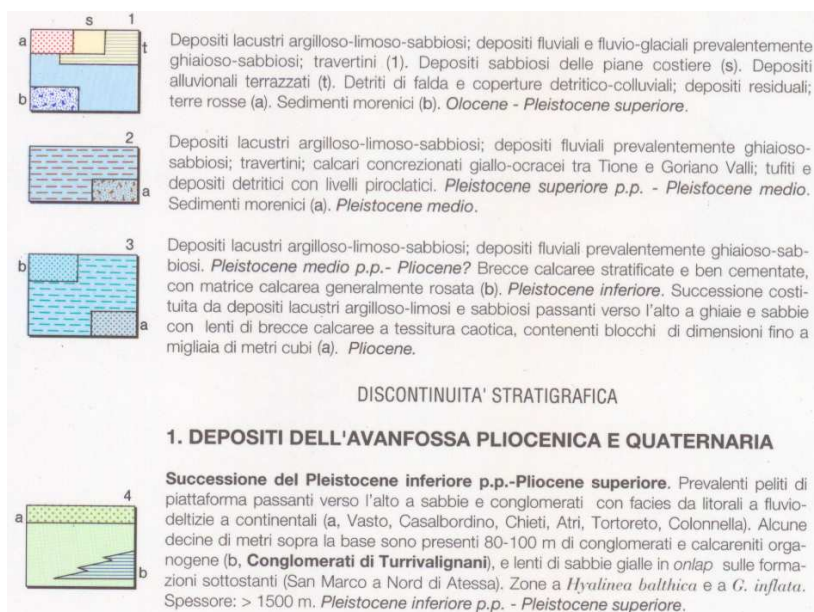 s 1
a
t
b
Depositi lacustri argilloso-limoso-sabbiosi; depositi fluviali e fluvio-glaciali prevalentemente
ghiaioso-sabbiosi; travertini (1). Depositi sabbiosi delle piane costiere (s). Depositi
alluvionali terrazzati (t). Detriti di falda e coperture detritico-colluviali; depositi residuali;
terre rosse (a). Sedimenti morenici (b). Olocene - Pleistocene superiore.
2
a
Depositi lacustri argilloso-limoso-sabbiosi; depositi fluviali prevalentemente ghiaioso-
sabbiosi; travertini; calcari concrezionati giallo-ocracei tra Tione e Goriano Valli; tufiti e
depositi detritici con livelli piroclatici. Pleistocene superiore p.p. - Pleistocene medio.
Sedimenti morenici (a). Pleistocene medio.
3
b
a
Depositi lacustri argilloso-limoso-sabbiosi; depositi fluviali prevalentemente ghiaioso-sab-
biosi. Pleistocene medio p.p.- Pliocene? Brecce calcaree stratificate e ben cementate,
con matrice calcarea generalmente rosata (b). Pleistocene inferiore. Successione costi-
tuita da depositi lacustri argilloso-limosi e sabbiosi passanti verso l'alto a ghiaie e sabbie
con lenti di brecce calcaree a tessitura caotica, contenenti blocchi di dimensioni fino a
migliaia di metri cubi (a). Pliocene.
DISCONTINUITA' STRATIGRAFICA
1. DEPOSITI DELL'AVANFOSSA PLIOCENICA E QUATERNARIA
4
a
b
Successione del Pleistocene inferiore p.p.-Pliocene superiore. Prevalenti peliti di
piattaforma passanti verso l'alto a sabbie e conglomerati con facies da litorali a fluvio-
deltizie a continentali (a, Vasto, Casalbordino, Chieti, Atri, Tortoreto, Colonnella). Alcune
decine di metri sopra la base sono presenti 80-100 m di conglomerati e calcareniti orga-
nogene (b, Conglomerati di Turrivalignani), e lenti di sabbie gialle in onlap sulle forma-
zioni sottostanti (San Marco a Nord di Atessa). Zone a Hyalinea balthica e a G. inflata.
Spessore: > 1500 m. Pleistocene inferiore p.p. - Pleistocene superiore.